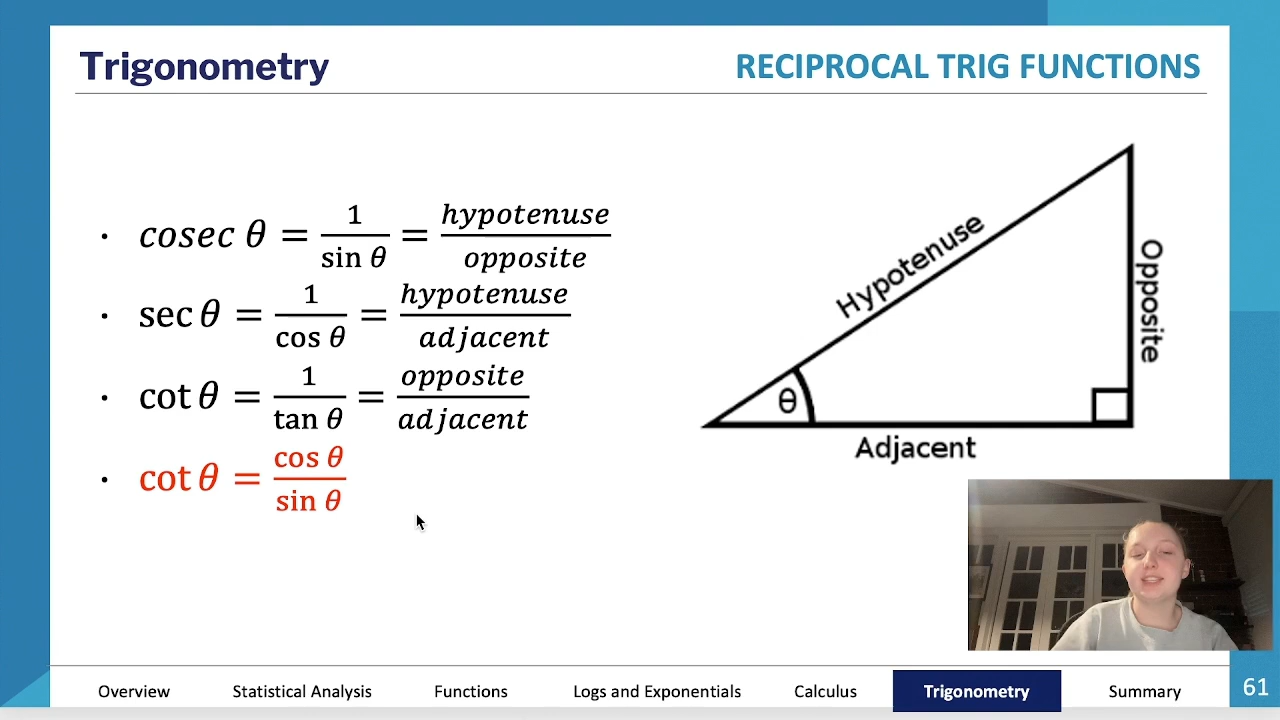 Trigonometry
RECIPROCAL TRIG FUNCTIONS
· cosec θ = 1/sin θ = hypotenuse/opposite
· sec θ = 1/cos θ = hypotenuse/adjacent
· cot θ = 1/tan θ = opposite/adjacent
· cot θ = cos θ/sin θ
Hypotenuse
Opposite
θ
Adjacent
Overview Statistical Analysis Functions Logs and Exponentials Calculus Trigonometry Summary 61